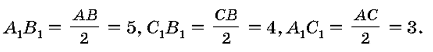 A₁B₁ = AB/2 = 5, C₁B₁ = CB/2 = 4, A₁C₁ = AC/2 = 3.